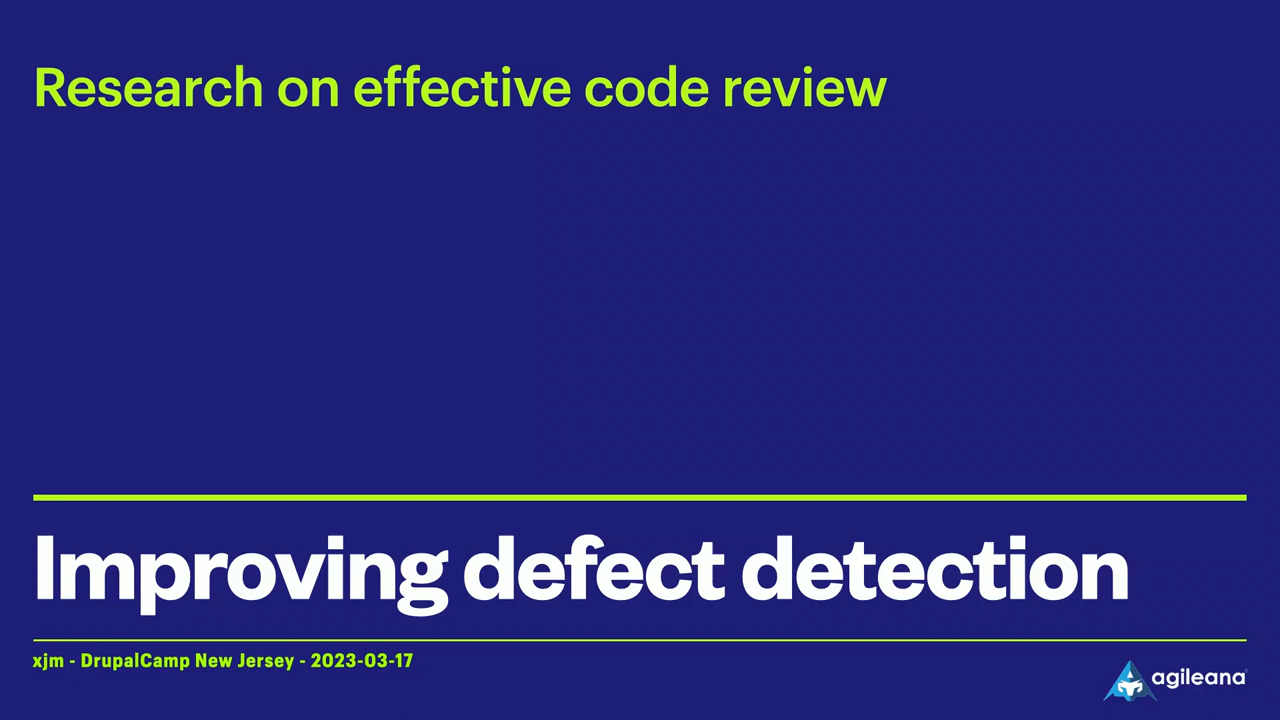 Research on effective code review
Improving defect detection
xjm - DrupalCamp New Jersey - 2023-03-17
agileana